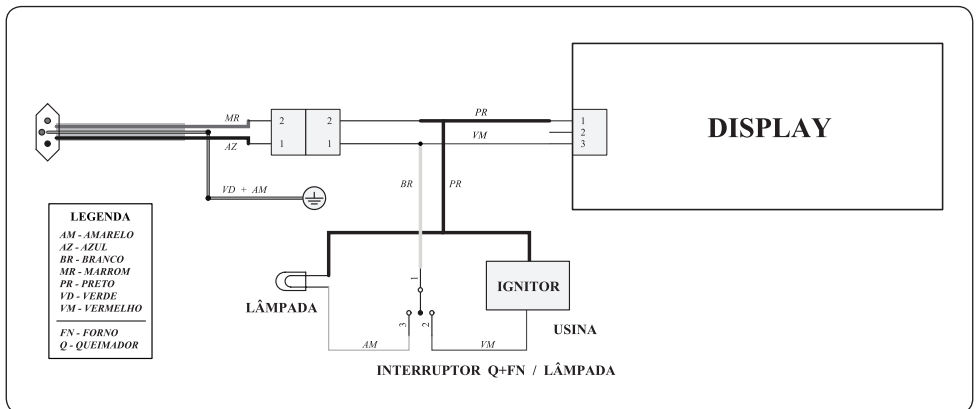 MR
AZ
2
1
2
1
PR
VM
1
2
3
DISPLAY
VD + AM
BR
PR
LEGENDA
AM - AMARELO
AZ - AZUL
BR - BRANCO
MR - MARROM
PR - PRETO
VD - VERDE
VM - VERMELHO
FN - FORNO
Q - QUEIMADOR
LÂMPADA
1
3
2
IGNITOR
USINA
AM
VM
INTERRUPTOR Q+FN / LÂMPADA